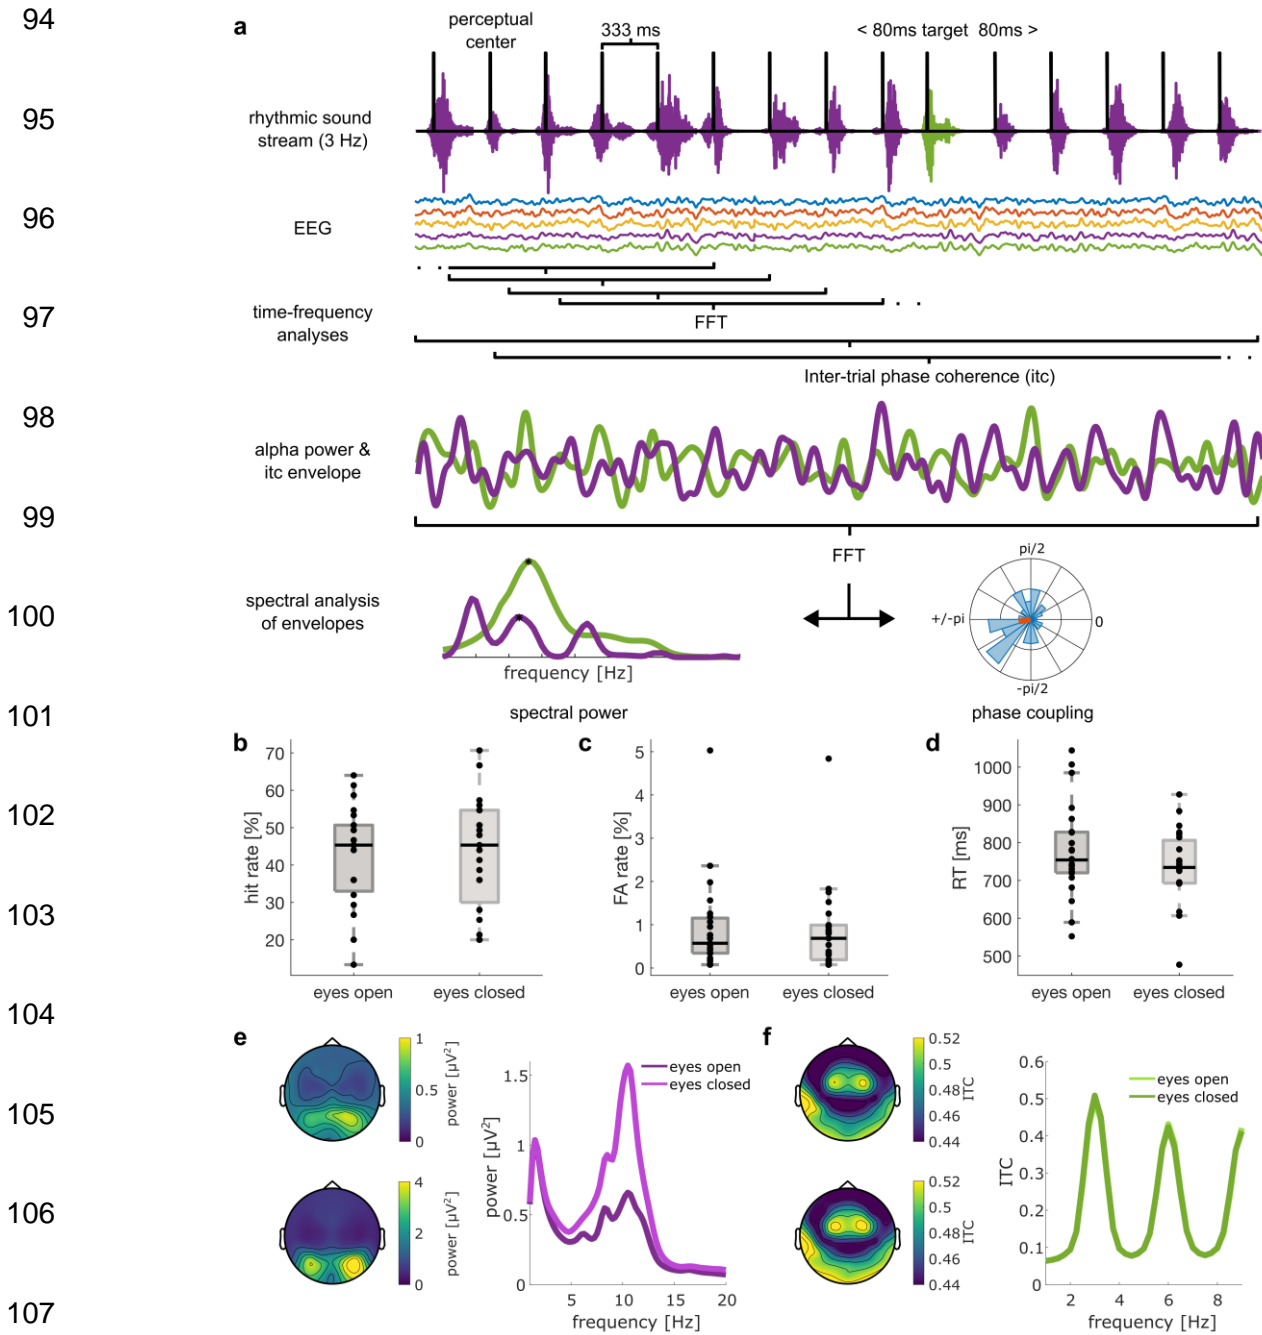 94
a
perceptual
center
333 ms
< 80ms target 80ms >
95
rhythmic sound
stream (3 Hz)
96
EEG
97
time-frequency
analyses
FFT
Inter-trial phase coherence (itc)
98
alpha power &
itc envelope
99
FFT
100
spectral analysis
of envelopes
frequency [Hz]
pi/2
+/-pi
0
-pi/2
101
spectral power
phase coupling
b
hit rate [%]
70
60
50
40
30
20
eyes open
eyes closed
c
FA rate [%]
5
4
3
2
1
0
eyes open
eyes closed
d
RT [ms]
1000
900
800
700
600
500
eyes open
eyes closed
102
103
104
e
1
0.5
0
power [µV²]
4
2
0
power [µV²]
eyes open
eyes closed
power [µV²]
1.5
1
0.5
0
5
10
15
20
frequency [Hz]
f
0.52
0.5
0.48
0.46
0.44
ITC
0.52
0.5
0.48
0.46
0.44
ITC
eyes open
eyes closed
ITC
0.6
0.5
0.4
0.3
0.2
0.1
0
2
4
6
8
frequency [Hz]
105
106
107